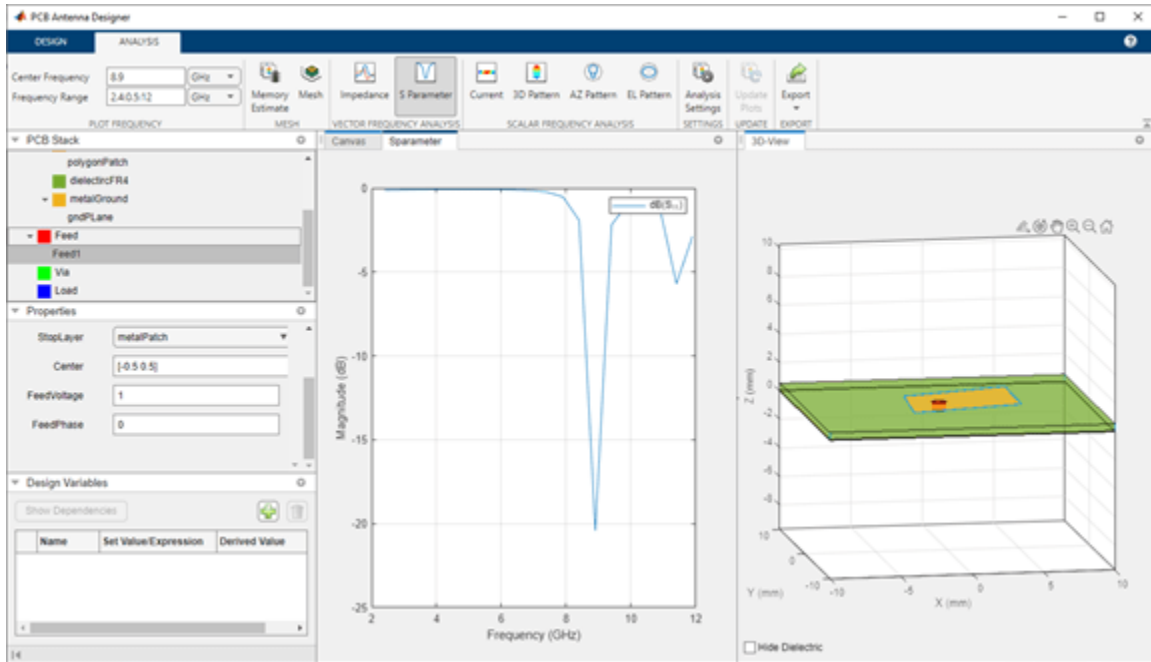 PCB Antenna Designer
DESIGN ANALYSIS
Center Frequency 8.9 GHz
Frequency Range 2.4:0.5:12 GHz
Memory Estimate
Mesh
Impedance
S Parameter
Current
3D Pattern
AZ Pattern
EL Pattern
Analysis Settings
Update Plots
Export
PLOT FREQUENCY MESH VECTOR FREQUENCY ANALYSIS SCALAR FREQUENCY ANALYSIS SETTINGS UPDATE EXPORT
PCB Stack
polygonPatch
dielectircFR4
metalGround
gndPLane
Feed
Feed1
Via
Load
Properties
StopLayer metalPatch
Center [-0.5 0.5]
FeedVoltage 1
FeedPhase 0
Design Variables
Show Dependencies
Name Set Value/Expression Derived Value
Canvas Sparameter
0
-5
-10
-15
-20
-25
Magnitude (dB)
dB(S₁₁)
2 4 6 8 10 12
Frequency (GHz)
3D-View
10
8
6
4
2
0
-2
-4
-6
-8
Z (mm)
10
0
-10
Y (mm)
-10 -5 0 5 10
X (mm)
Hide Dielectric